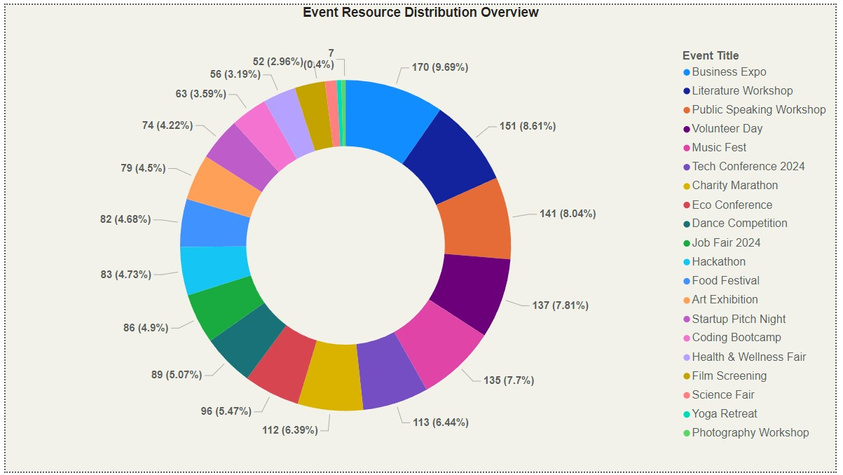 Event Resource Distribution Overview
7
(0.4%)
170 (9.69%)
151 (8.61%)
141 (8.04%)
137 (7.81%)
135 (7.7%)
113 (6.44%)
112 (6.39%)
96 (5.47%)
89 (5.07%)
86 (4.9%)
83 (4.73%)
82 (4.68%)
79 (4.5%)
74 (4.22%)
63 (3.59%)
56 (3.19%)
52 (2.96%)
Event Title
Business Expo
Literature Workshop
Public Speaking Workshop
Volunteer Day
Music Fest
Tech Conference 2024
Charity Marathon
Eco Conference
Dance Competition
Job Fair 2024
Hackathon
Food Festival
Art Exhibition
Startup Pitch Night
Coding Bootcamp
Health & Wellness Fair
Film Screening
Science Fair
Yoga Retreat
Photography Workshop